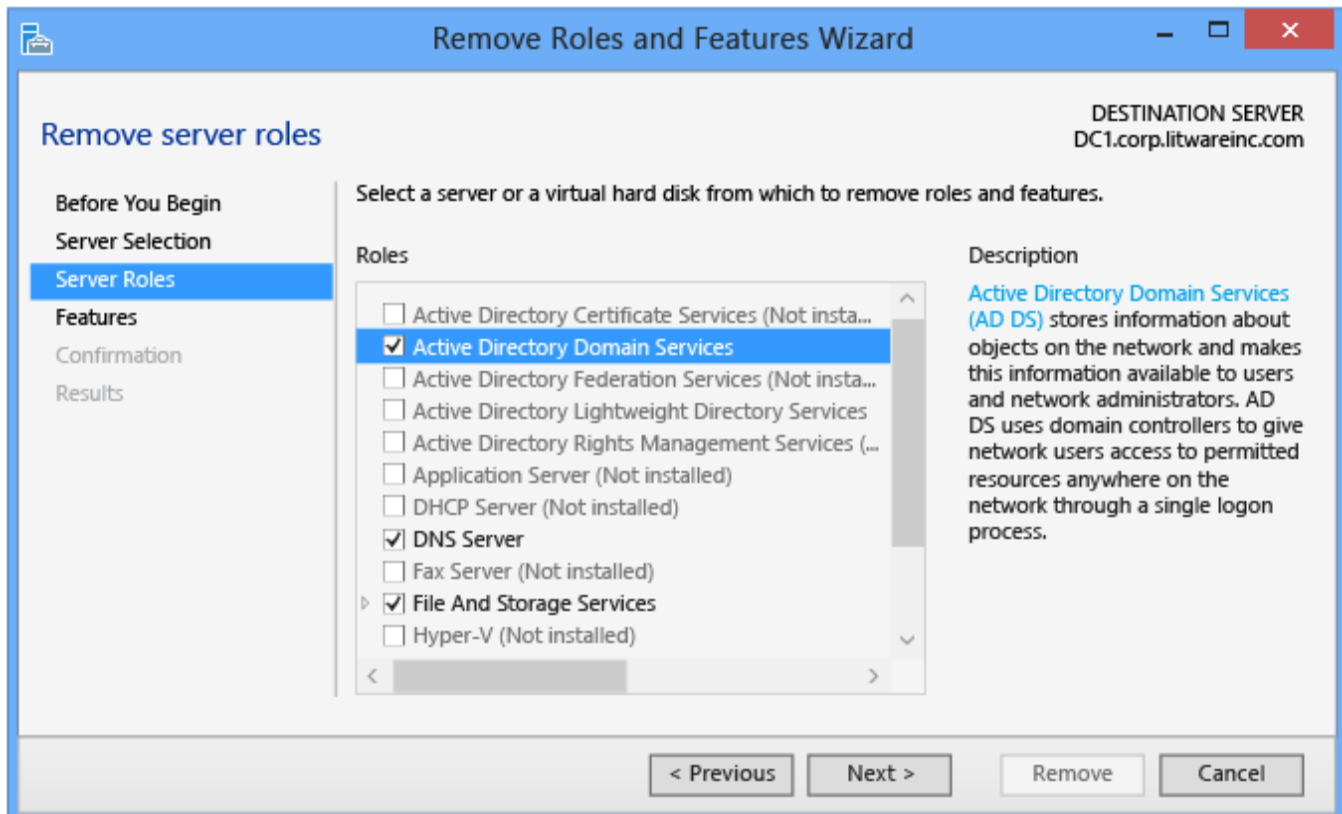 Remove Roles and Features Wizard
Remove server roles
DESTINATION SERVER
DC1.corp.litwareinc.com
Before You Begin
Server Selection
Server Roles
Features
Confirmation
Results
Select a server or a virtual hard disk from which to remove roles and features.
Roles
Active Directory Certificate Services (Not insta...
Active Directory Domain Services
Active Directory Federation Services (Not insta...
Active Directory Lightweight Directory Services
Active Directory Rights Management Services (...
Application Server (Not installed)
DHCP Server (Not installed)
DNS Server
Fax Server (Not installed)
File And Storage Services
Hyper-V (Not installed)
Description
Active Directory Domain Services
(AD DS) stores information about
objects on the network and makes
this information available to users
and network administrators. AD
DS uses domain controllers to give
network users access to permitted
resources anywhere on the
network through a single logon
process.
< Previous
Next >
Remove
Cancel